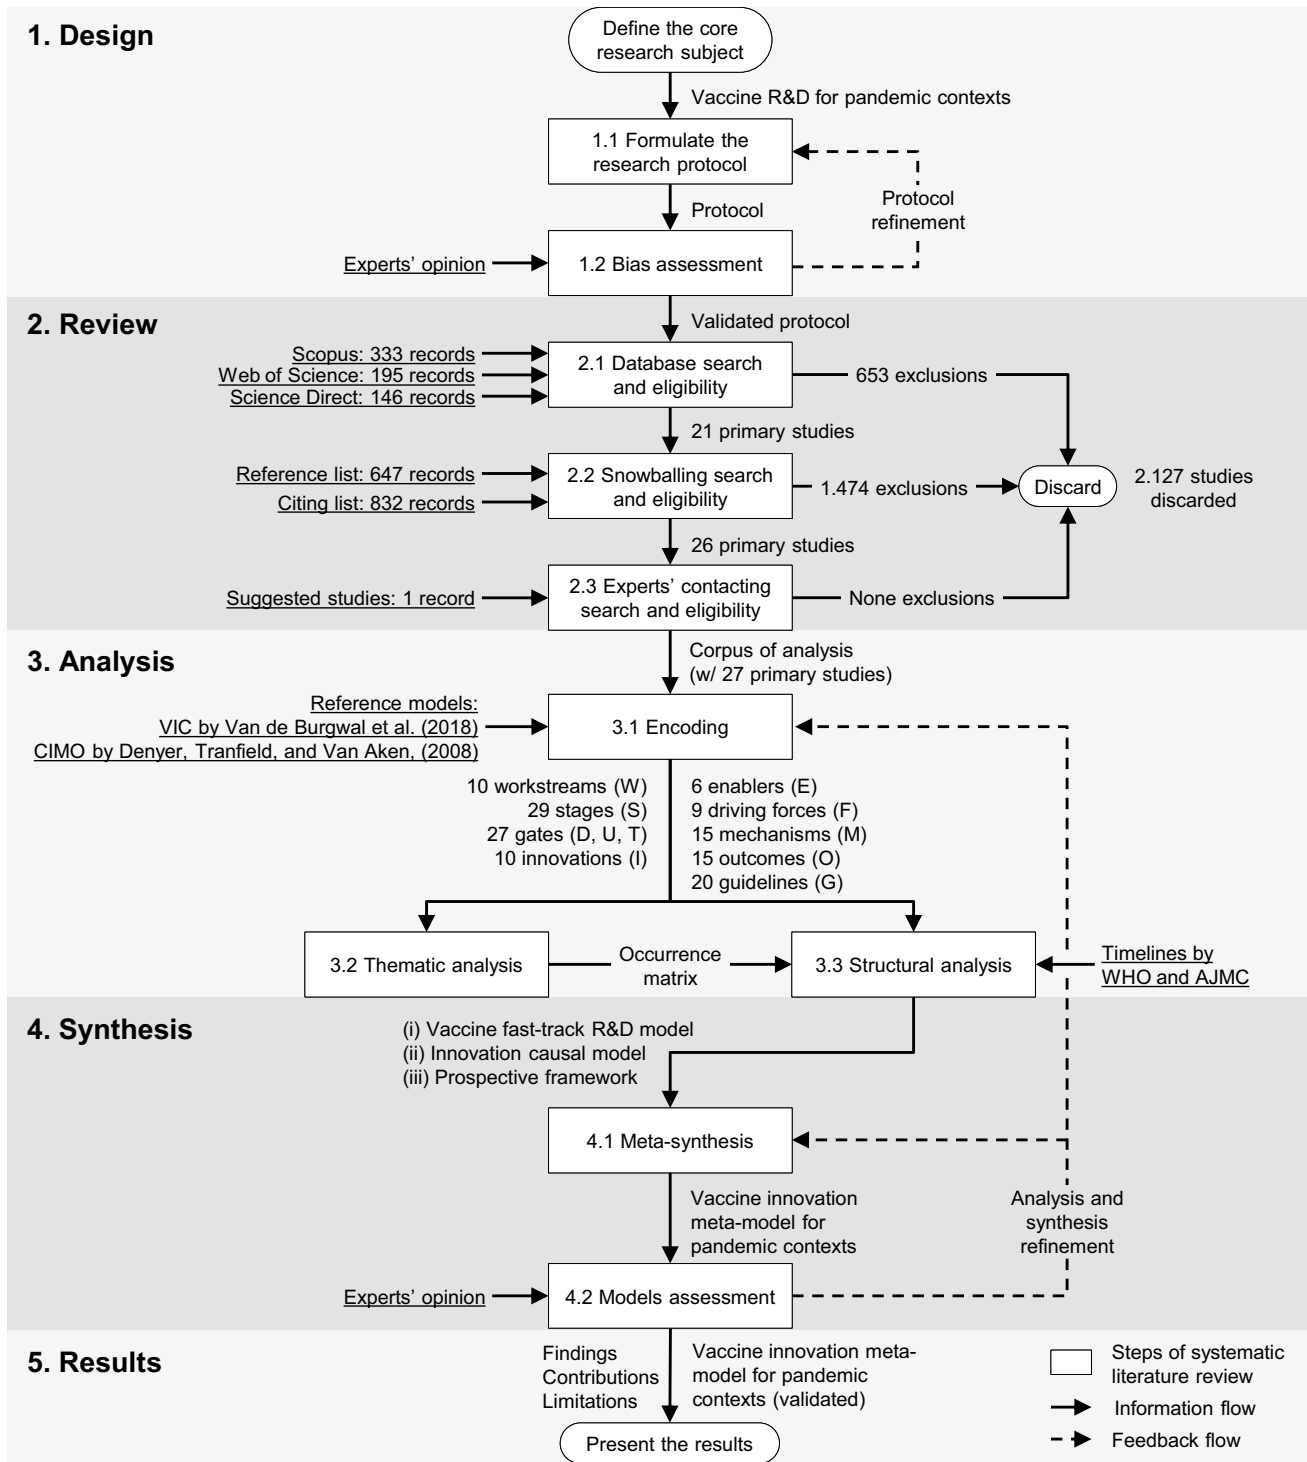 1. Design
Define the core
research subject
Vaccine R&D for pandemic contexts
1.1 Formulate the
research protocol
Protocol
refinement
Protocol
Experts’ opinion
1.2 Bias assessment
2. Review
Validated protocol
Scopus: 333 records
Web of Science: 195 records
Science Direct: 146 records
2.1 Database search
and eligibility
653 exclusions
21 primary studies
Reference list: 647 records
Citing list: 832 records
2.2 Snowballing search
and eligibility
1.474 exclusions
Discard
2.127 studies
discarded
26 primary studies
Suggested studies: 1 record
2.3 Experts’ contacting
search and eligibility
None exclusions
3. Analysis
Corpus of analysis
(w/ 27 primary studies)
Reference models:
VIC by Van de Burgwal et al. (2018)
CIMO by Denyer, Tranfield, and Van Aken, (2008)
3.1 Encoding
10 workstreams (W)
29 stages (S)
27 gates (D, U, T)
10 innovations (I)
6 enablers (E)
9 driving forces (F)
15 mechanisms (M)
15 outcomes (O)
20 guidelines (G)
3.2 Thematic analysis
Occurrence
matrix
3.3 Structural analysis
Timelines by
WHO and AJMC
4. Synthesis
(i) Vaccine fast-track R&D model
(ii) Innovation causal model
(iii) Prospective framework
4.1 Meta-synthesis
Vaccine innovation
meta-model for
pandemic contexts
Analysis and
synthesis
refinement
Experts’ opinion
4.2 Models assessment
5. Results
Findings
Contributions
Limitations
Vaccine innovation meta-
model for pandemic
contexts (validated)
Present the results
Steps of systematic
literature review
Information flow
Feedback flow